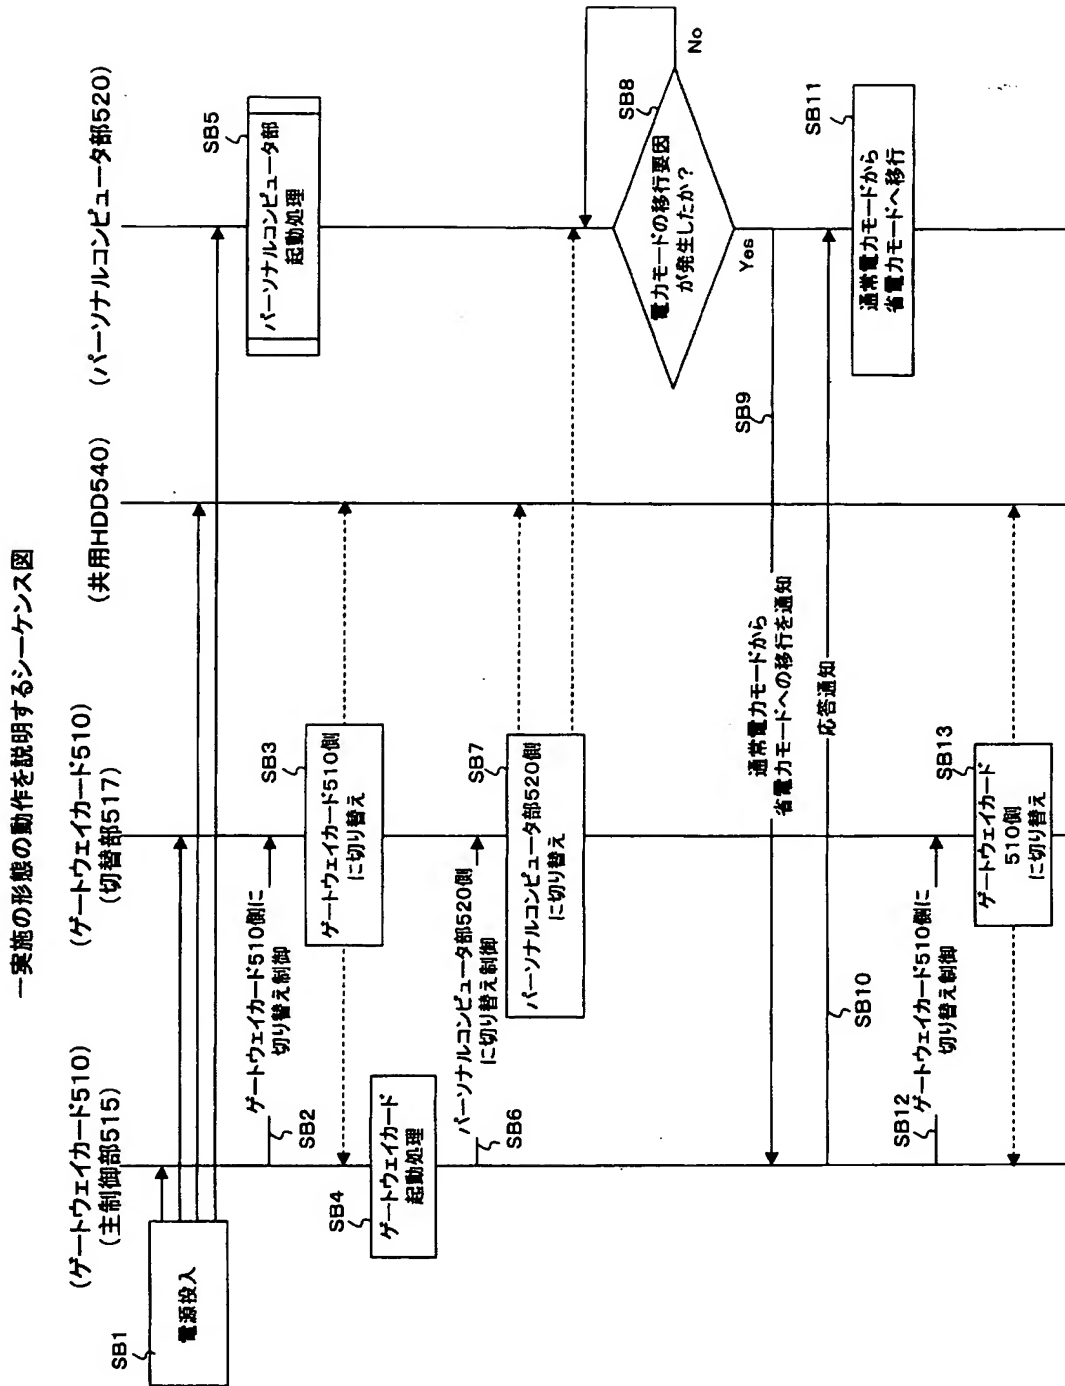 一実施の形態の動作を説明するシーケンス図
(ゲートウェイカード510)
(主制御部515)
(ゲートウェイカード510)
(切替部517)
(共用HDD540)
(パーソナルコンピュータ部520)
SB1
電源投入
SB2
ゲートウェイカード510側に
切り替え制御
SB3
ゲートウェイカード510側
に切り替え
SB4
ゲートウェイカード
起動処理
SB5
パーソナルコンピュータ部
起動処理
SB6
パーソナルコンピュータ部520側
に切り替え制御
SB7
パーソナルコンピュータ部520側
に切り替え
SB8
電力モードの移行要因
が発生したか?
No
Yes
SB9
通常電力モードから
省電力モードへの移行を通知
SB10
応答通知
SB11
通常電力モードから
省電力モードへ移行
SB12
ゲートウェイカード510側に
切り替え制御
SB13
ゲートウェイカード
510側
に切り替え